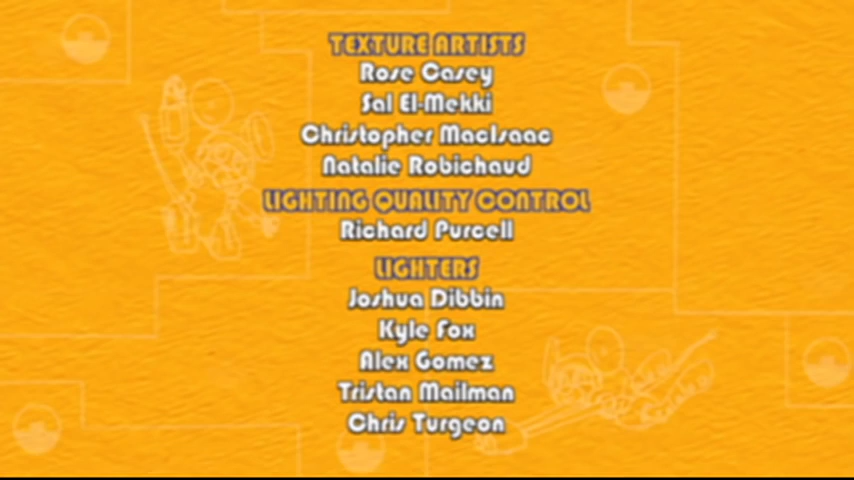 TEXTURE ARTISTS
Rose Casey
Sal El-Mekki
Christopher MacIsaac
Natalie Robichaud
LIGHTING QUALITY CONTROL
Richard Purcell
LIGHTERS
Joshua Dibbin
Kyle Fox
Alex Gomez
Tristan Mailman
Chris Turgeon